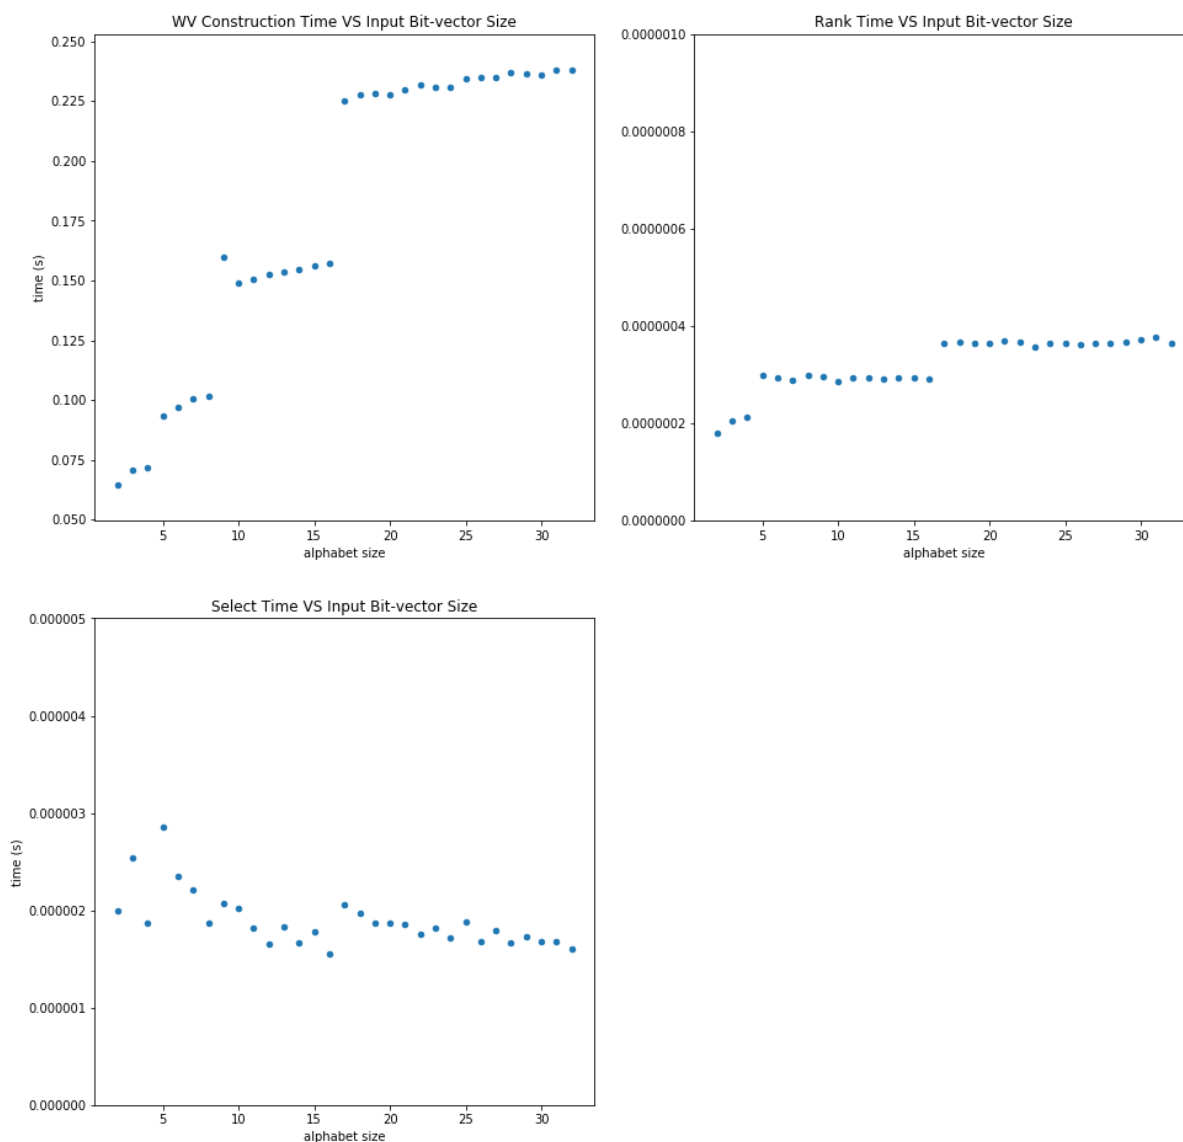 WV Construction Time VS Input Bit-vector Size
0.250
0.225
0.200
0.175
0.150
0.125
0.100
0.075
0.050
time (s)
5 10 15 20 25 30
alphabet size
Rank Time VS Input Bit-vector Size
0.0000010
0.0000008
0.0000006
0.0000004
0.0000002
0.0000000
5 10 15 20 25 30
alphabet size
Select Time VS Input Bit-vector Size
0.000005
0.000004
0.000003
0.000002
0.000001
0.000000
time (s)
5 10 15 20 25 30
alphabet size